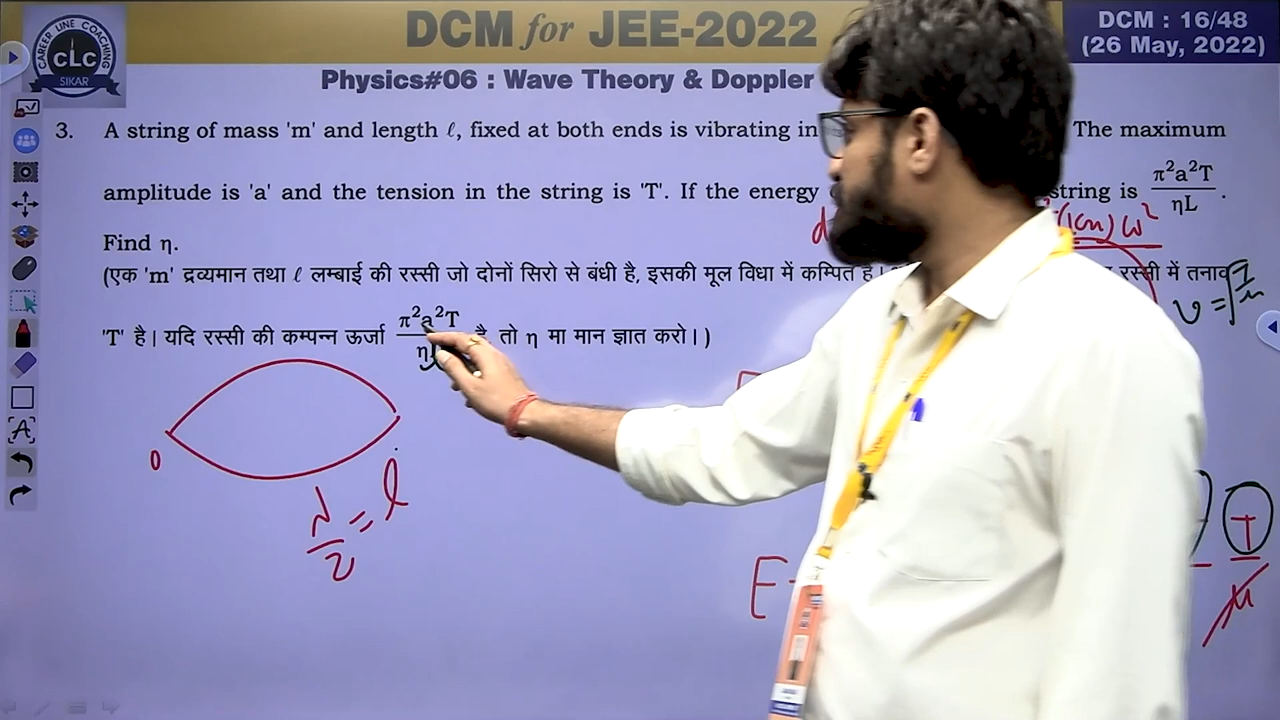 DCM for JEE-2022
DCM : 16/48
(26 May, 2022)
CAREER LINE COACHING
CLC
SIKAR
Physics#06 : Wave Theory & Doppler
3. A string of mass 'm' and length ℓ, fixed at both ends is vibrating in The maximum
amplitude is 'a' and the tension in the string is 'T'. If the energy string is π²a²T/ηL.
Find η.
(एक 'm' द्रव्यमान तथा ℓ लम्बाई की रस्सी जो दोनों सिरो से बंधी है, इसकी मूल विधा में कम्पित है। रस्सी में तनाव
'T' है। यदि रस्सी की कम्पन्न ऊर्जा π²a²T/η है, तो η मा मान ज्ञात करो।)
0
λ/2 = ℓ
E
T/μ